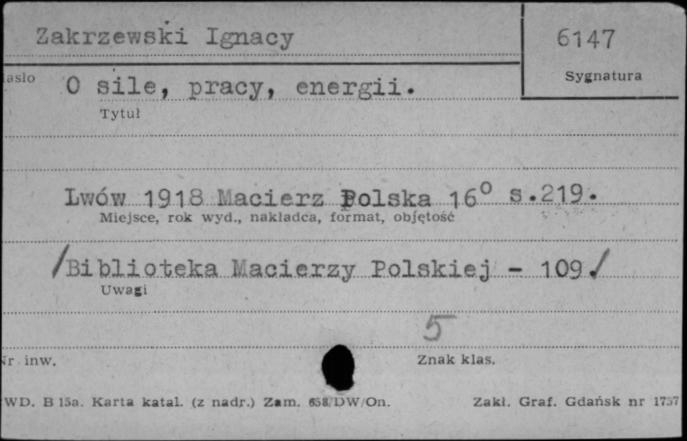 Zakrzewski Ignacy 6147
Sygnatura
asło O sile, pracy, energii.
Tytuł
Lwów 1918 Macierz Polska 16° s.219.
Miejsce, rok wyd., nakładca, format, objętość
/Biblioteka Macierzy Polskiej - 109/
Uwagi
5
Nr inw. Znak klas.
WD. B 15a. Karta katal. (z nadr.) Zam. 658/DW/On. Zakł. Graf. Gdańsk nr 1757